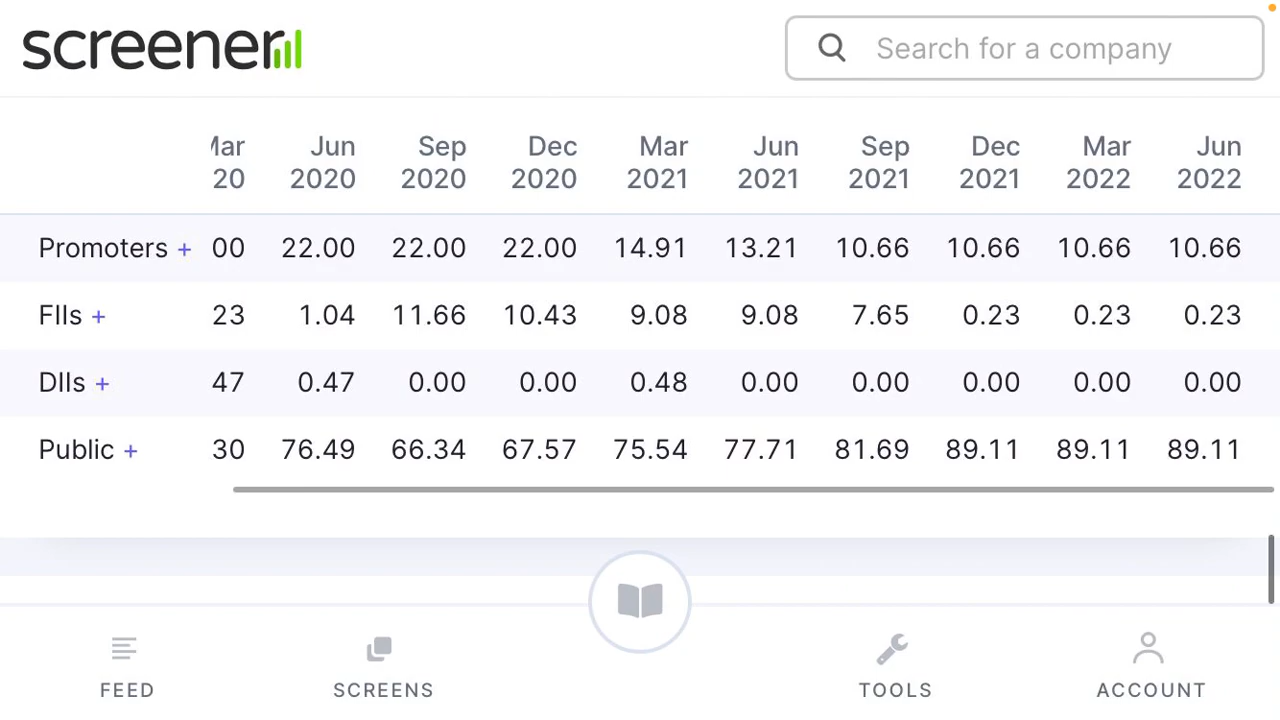 screener
Search for a company
Jun Sep Dec Mar Jun Sep Dec Mar Jun
20 2020 2020 2020 2021 2021 2021 2021 2022 2022
Promoters + 00 22.00 22.00 22.00 14.91 13.21 10.66 10.66 10.66 10.66
FIIs + 23 1.04 11.66 10.43 9.08 9.08 7.65 0.23 0.23 0.23
DIIs + 47 0.47 0.00 0.00 0.48 0.00 0.00 0.00 0.00 0.00
Public + 30 76.49 66.34 67.57 75.54 77.71 81.69 89.11 89.11 89.11
FEED SCREENS TOOLS ACCOUNT